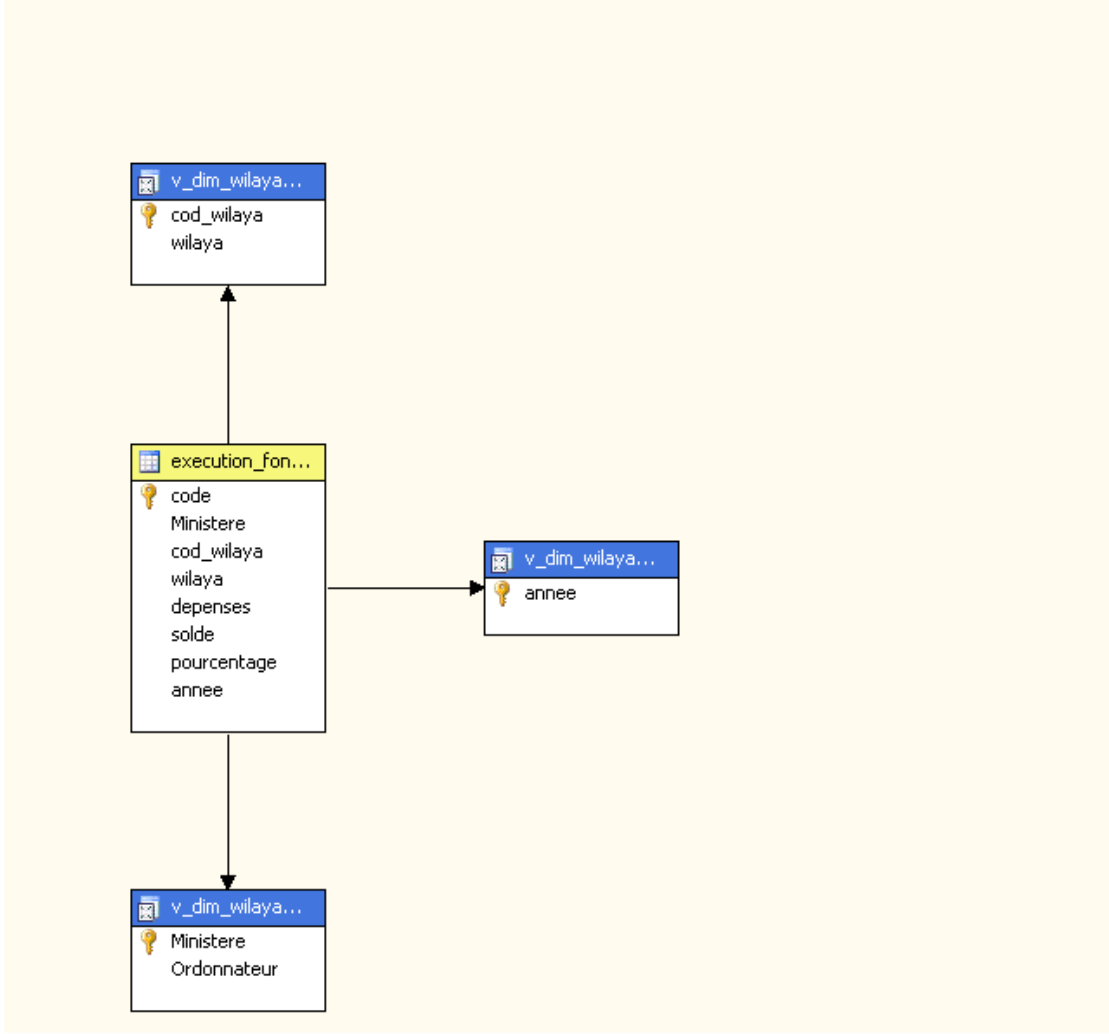 v_dim_wilaya...
cod_wilaya
wilaya
execution_fon...
code
Ministere
cod_wilaya
wilaya
depenses
solde
pourcentage
annee
v_dim_wilaya...
annee
v_dim_wilaya...
Ministere
Ordonnateur